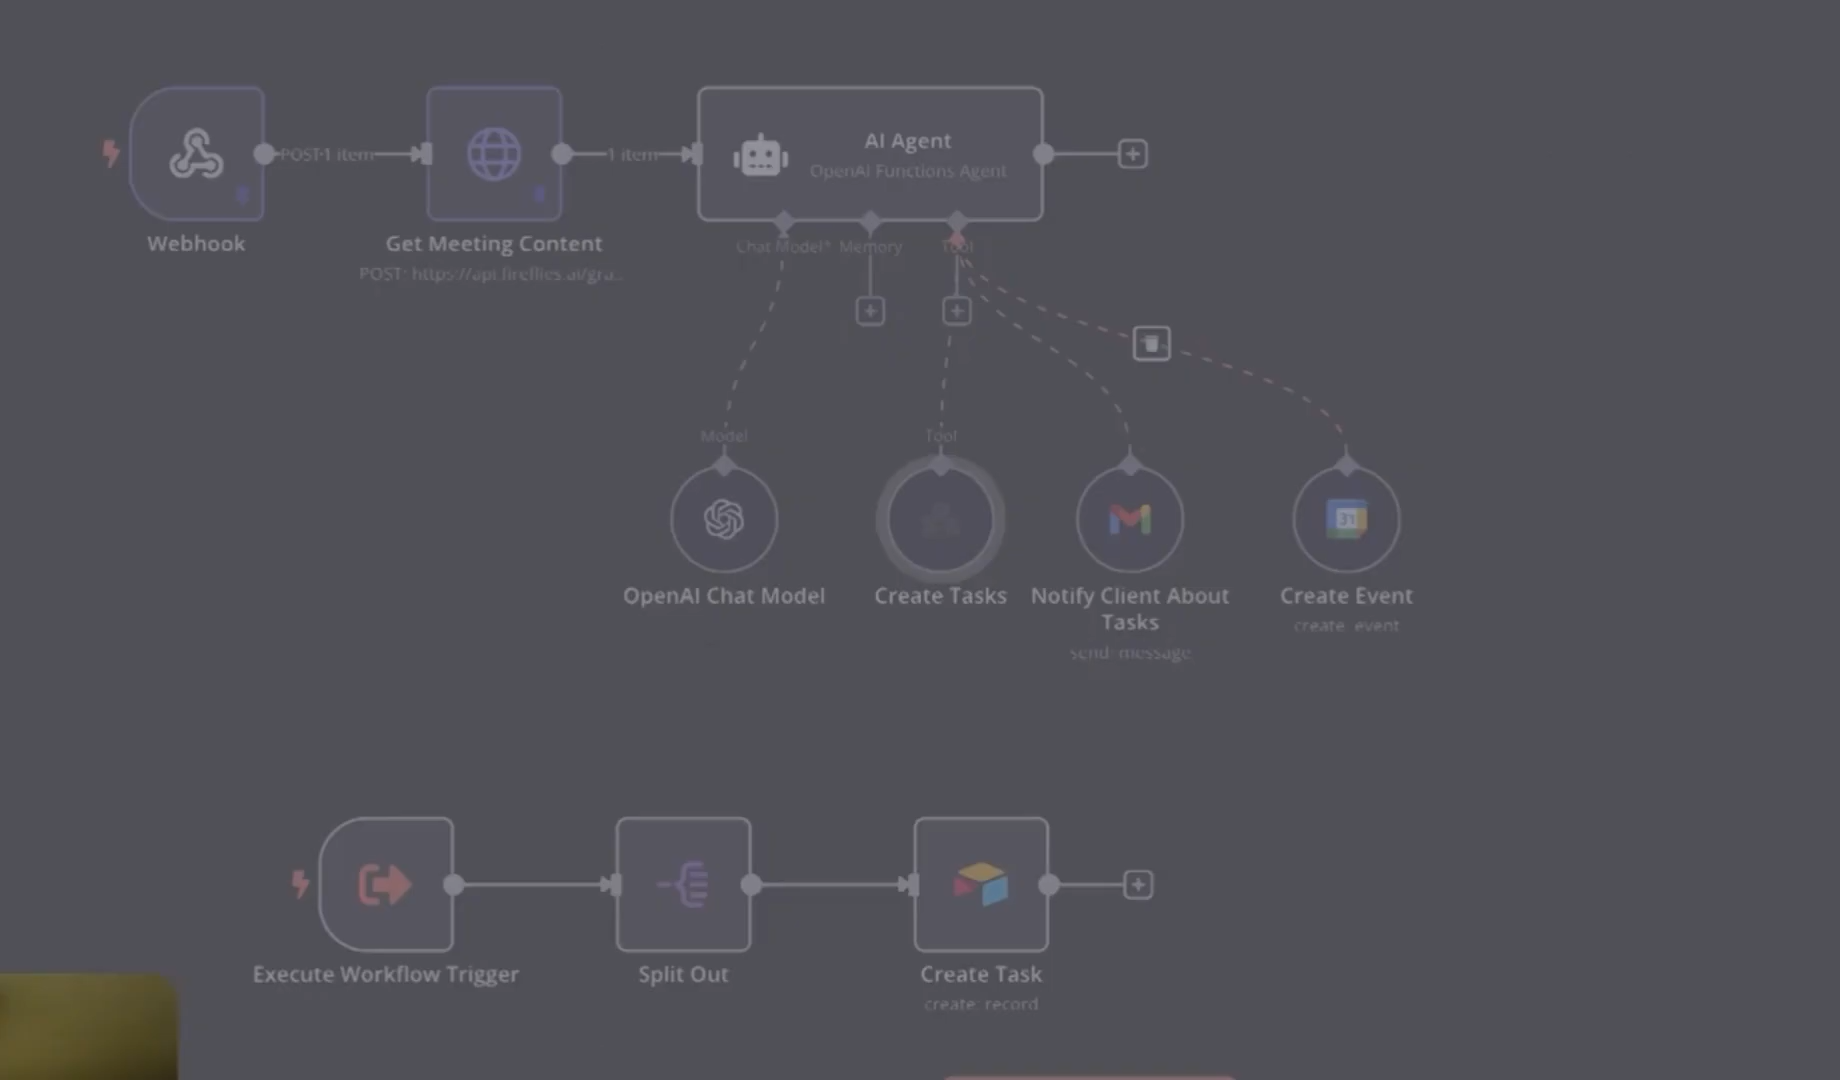 POST 1 item
1 item
AI Agent
OpenAI Functions Agent
Webhook
Get Meeting Content
POST: https://api.fireflies.ai/gra...
Chat Model*
Memory
Tool
Model
Tool
OpenAI Chat Model
Create Tasks
Notify Client About
Tasks
send: message
31
Create Event
create: event
Execute Workflow Trigger
Split Out
Create Task
create: record